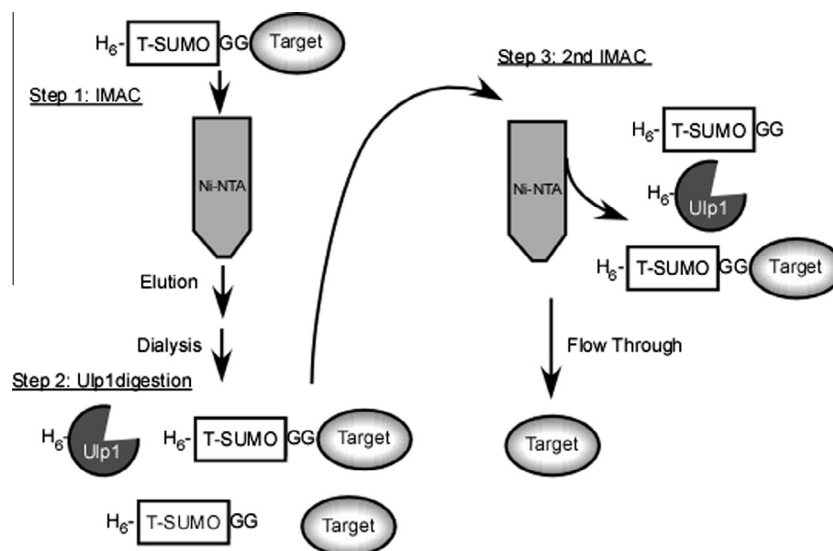 H6- T-SUMO GG Target
Step 1: IMAC
Ni-NTA
Elution
Dialysis
Step 2: Ulp1digestion
H6- Ulp1
H6- T-SUMO GG Target
H6- T-SUMO GG
Target
Step 3: 2nd IMAC
Ni-NTA
H6- T-SUMO GG
H6- Ulp1
H6- T-SUMO GG Target
Flow Through
Target